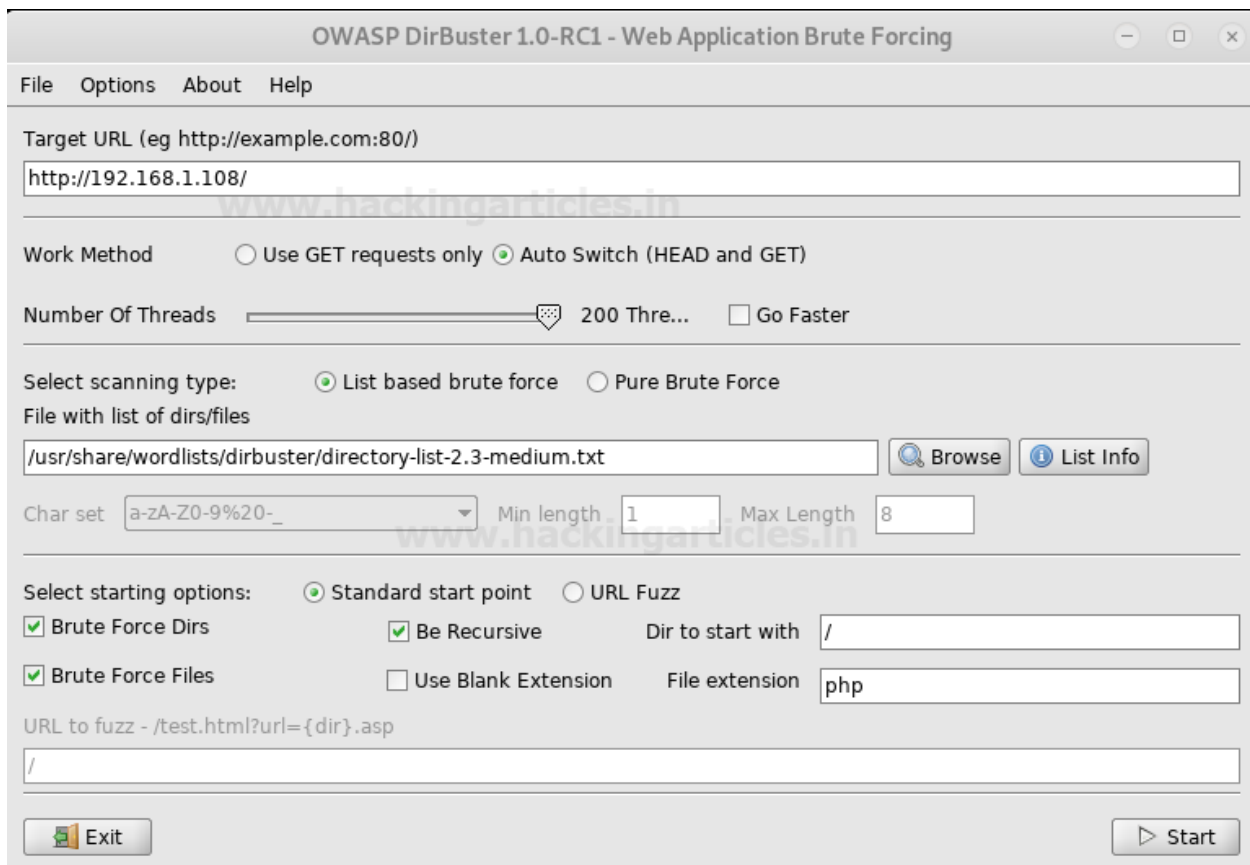 OWASP DirBuster 1.0-RC1 - Web Application Brute Forcing
File Options About Help
Target URL (eg http://example.com:80/)
http://192.168.1.108/
www.hackingarticles.in
Work Method Use GET requests only Auto Switch (HEAD and GET)
Number Of Threads 200 Thre... Go Faster
Select scanning type: List based brute force Pure Brute Force
File with list of dirs/files
/usr/share/wordlists/dirbuster/directory-list-2.3-medium.txt Browse List Info
Char set a-zA-Z0-9%20-_ Min length 1 Max Length 8
www.hackingarticles.in
Select starting options: Standard start point URL Fuzz
Brute Force Dirs Be Recursive Dir to start with /
Brute Force Files Use Blank Extension File extension php
URL to fuzz - /test.html?url={dir}.asp
/
Exit Start